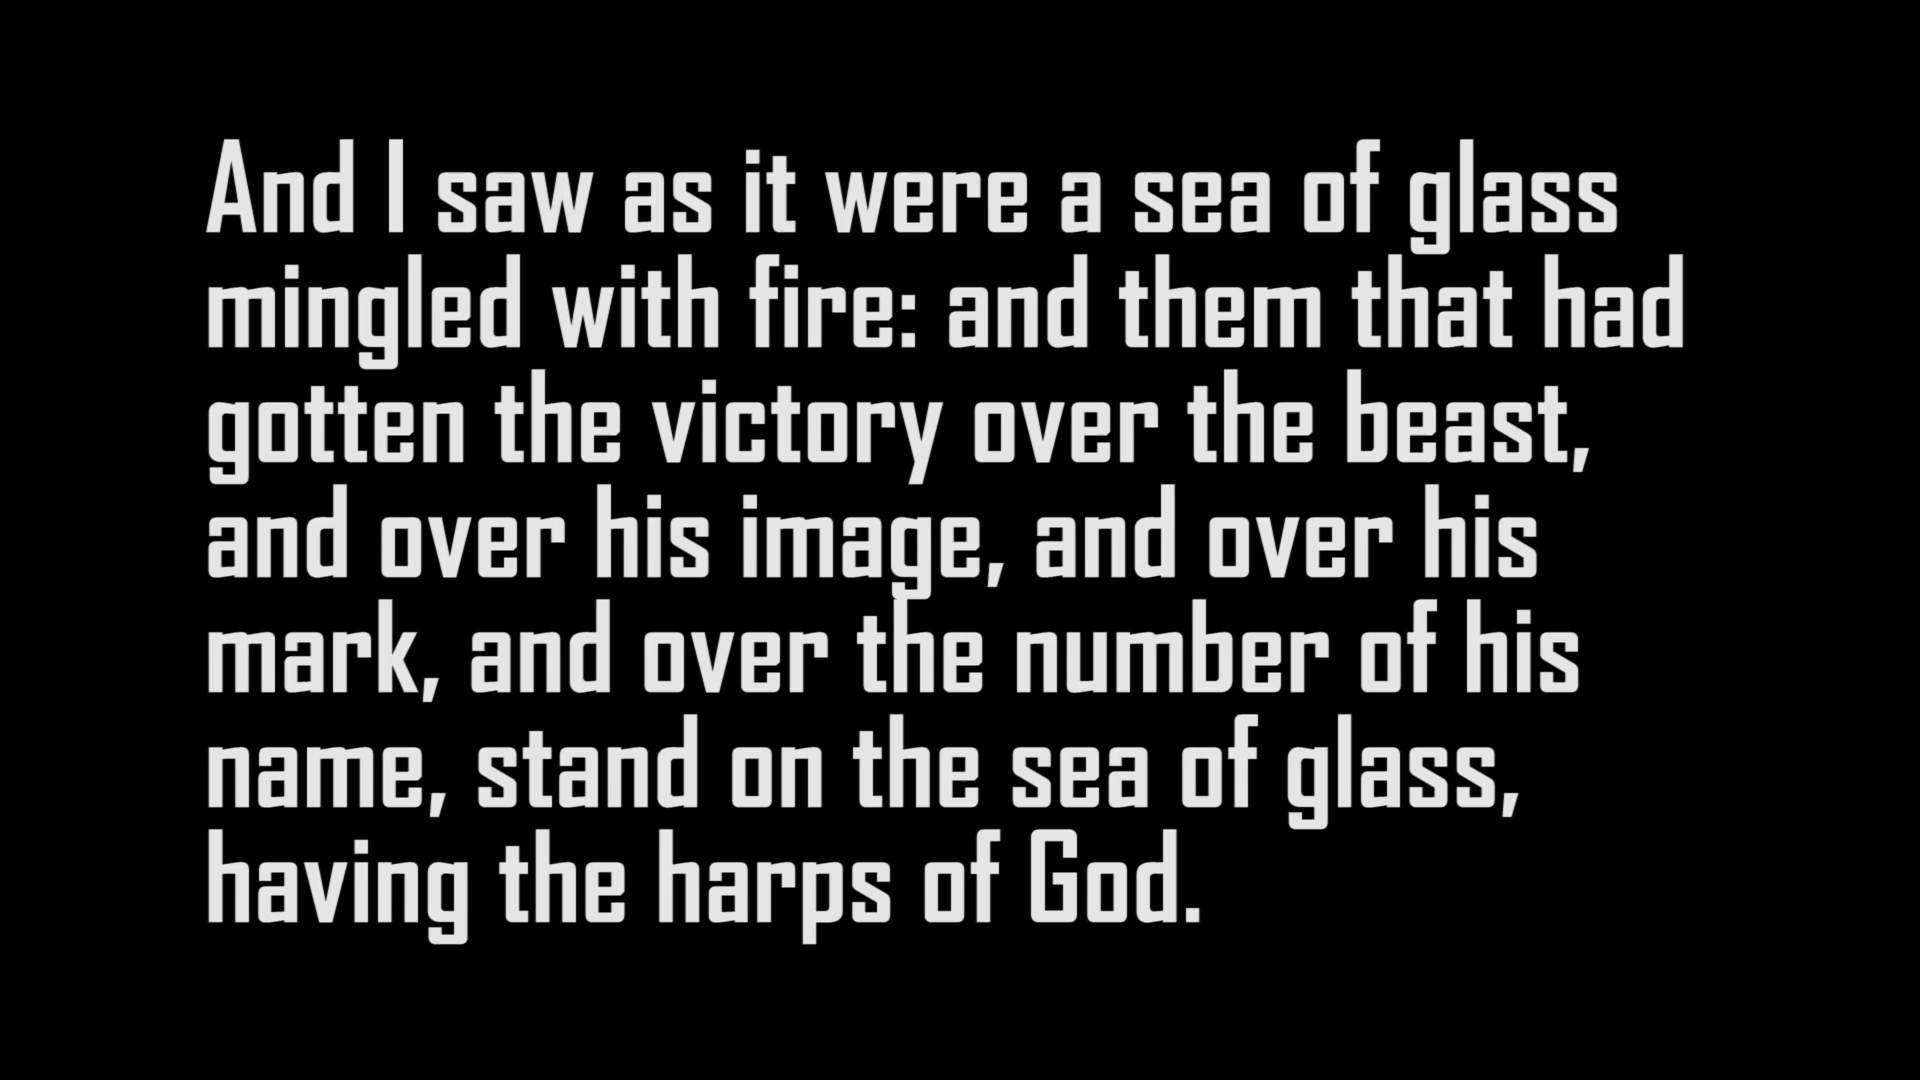 And I saw as it were a sea of glass
mingled with fire: and them that had
gotten the victory over the beast,
and over his image, and over his
mark, and over the number of his
name, stand on the sea of glass,
having the harps of God.